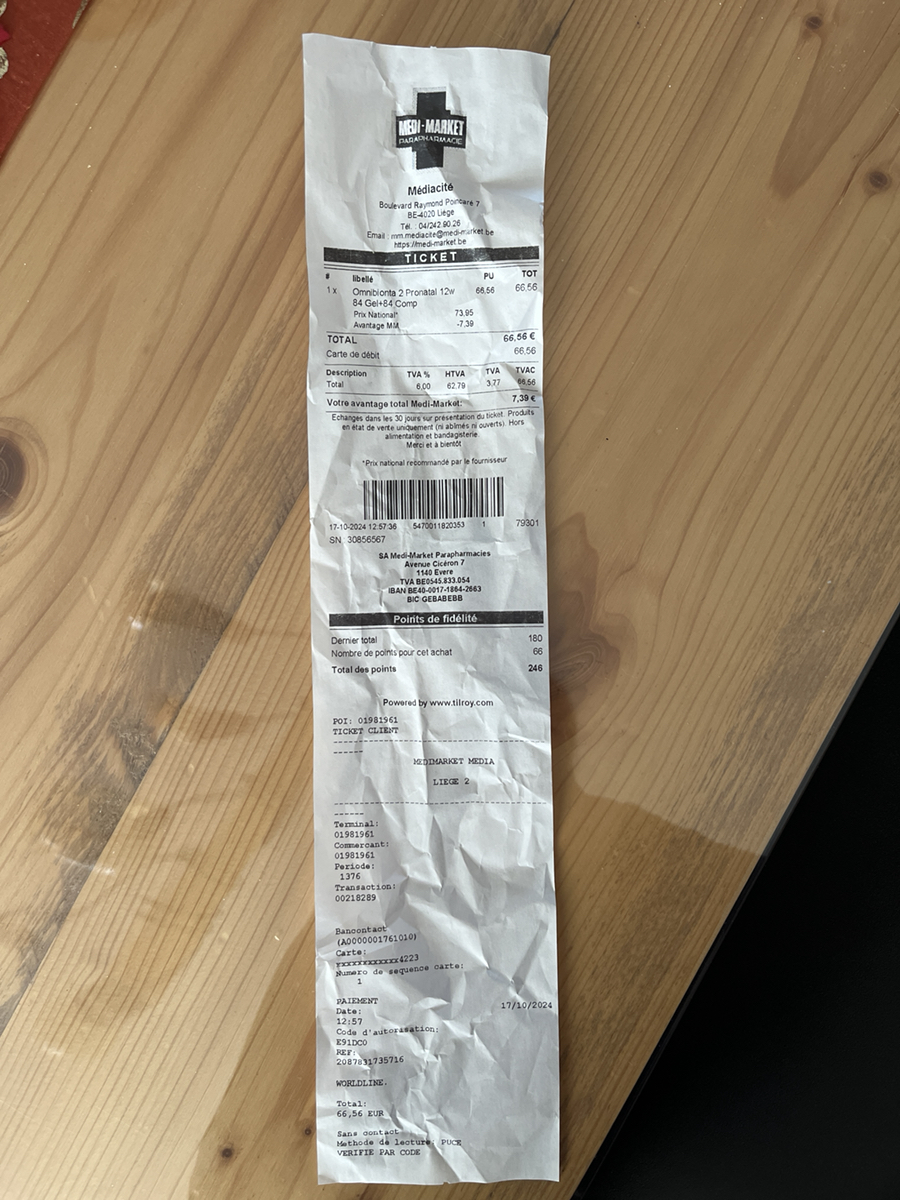 MEDI-MARKET
PARAPHARMACIE
Médiacité
Boulevard Raymond Poincaré 7
BE-4020 Liege
Tél. : 04/242.90.26
Email : mm.mediacite@medi-market.be
https://medi-market.be
TICKET
# libellé PU TOT
1 x Omnibionta 2 Pronatal 12w 66,56 66,56
84 Gel+84 Comp
Prix National* 73,95
Avantage MM -7,39
TOTAL 66,56 €
Carte de débit 66,56
Description TVA % HTVA TVA TVAC
Total 6,00 62,79 3,77 66,56
Votre avantage total Medi-Market: 7,39 €
Echanges dans les 30 jours sur présentation du ticket. Produits
en état de vente uniquement (ni abîmés ni ouverts). Hors
alimentation et bandagisterie.
Merci et à bientôt
*Prix national recommandé par le fournisseur
17-10-2024 12:57:36 5470011820353 1 79301
SN: 30856567
SA Medi-Market Parapharmacies
Avenue Cicéron 7
1140 Evere
TVA BE0545.833.054
IBAN BE40-0017-1864-2663
BIC GEBABEBB
Points de fidélité
Dernier total 180
Nombre de points pour cet achat 66
Total des points 246
Powered by www.tilroy.com
POI: 01981961
TICKET CLIENT
MEDIMARKET MEDIA
LIEGE 2
Terminal:
01981961
Commercant:
01981961
Periode:
1376
Transaction:
00218289
Bancontact
(A0000001761010)
Carte:
xxxxxxxxxxxx4223
Numero de sequence carte:
1
PAIEMENT
Date: 17/10/2024
12:57
Code d'autorisation:
E91DC0
REF:
2087831735716
WORLDLINE.
Total:
66,56 EUR
Sans contact
Methode de lecture: PUCE
VERIFIE PAR CODE